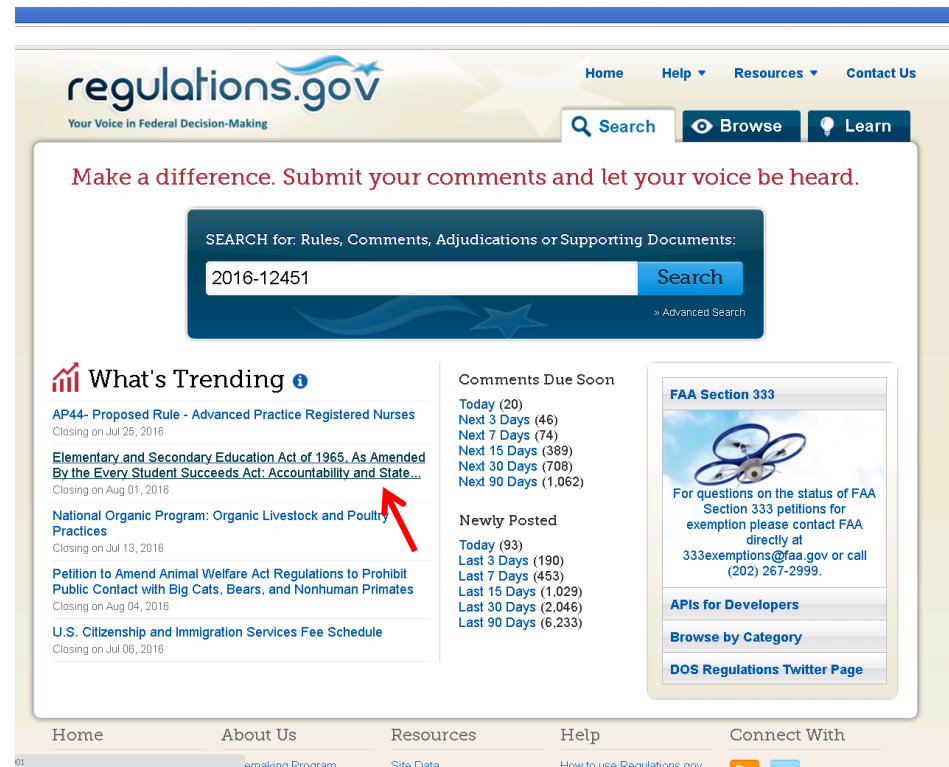 regulations.gov
Your Voice in Federal Decision-Making
Home Help Resources Contact Us
Search Browse Learn
Make a difference. Submit your comments and let your voice be heard.
SEARCH for: Rules, Comments, Adjudications or Supporting Documents:
2016-12451 Search
» Advanced Search
What's Trending
AP44- Proposed Rule - Advanced Practice Registered Nurses
Closing on Jul 25, 2016
Elementary and Secondary Education Act of 1965, As Amended
By the Every Student Succeeds Act: Accountability and State...
Closing on Aug 01, 2016
National Organic Program: Organic Livestock and Poultry
Practices
Closing on Jul 13, 2016
Petition to Amend Animal Welfare Act Regulations to Prohibit
Public Contact with Big Cats, Bears, and Nonhuman Primates
Closing on Aug 04, 2016
U.S. Citizenship and Immigration Services Fee Schedule
Closing on Jul 06, 2016
Comments Due Soon
Today (20)
Next 3 Days (46)
Next 7 Days (74)
Next 15 Days (389)
Next 30 Days (708)
Next 90 Days (1,062)
Newly Posted
Today (93)
Last 3 Days (190)
Last 7 Days (453)
Last 15 Days (1,029)
Last 30 Days (2,046)
Last 90 Days (6,233)
FAA Section 333
For questions on the status of FAA
Section 333 petitions for
exemption please contact FAA
directly at
333exemptions@faa.gov or call
(202) 267-2999.
APIs for Developers
Browse by Category
DOS Regulations Twitter Page
Home About Us Resources Help Connect With
emaking Program Site Data How to use Regulations.gov
01